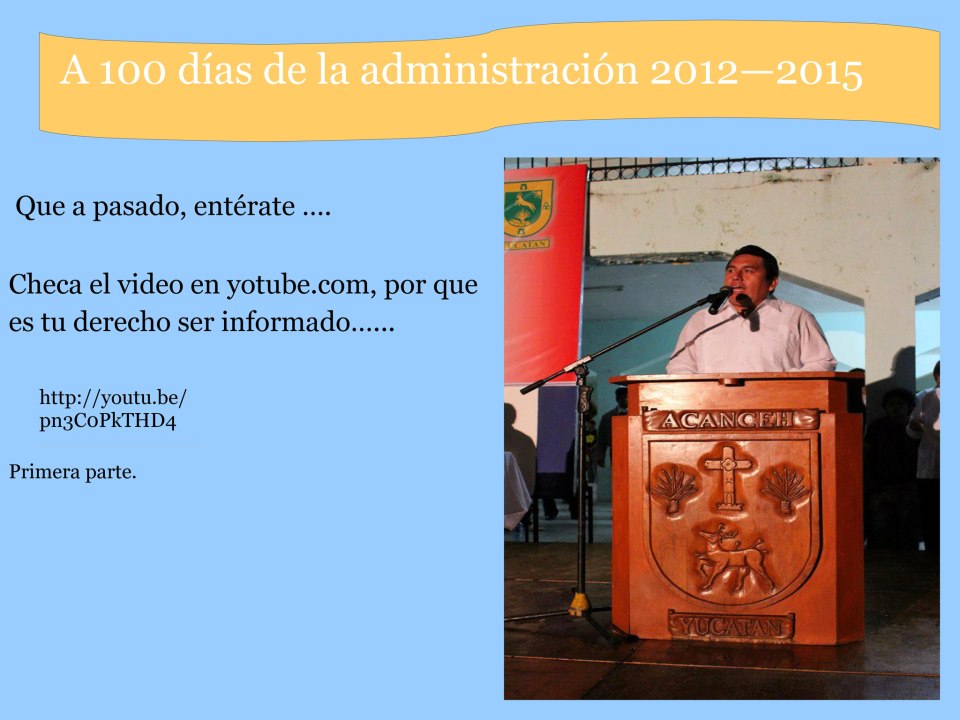 A 100 días de la administración 2012—2015
Que a pasado, entérate ....
Checa el video en yotube.com, por que
es tu derecho ser informado......
http://youtu.be/
pn3C0PkTHD4
Primera parte.
UCATAN
ACANCEH
YUCATAN